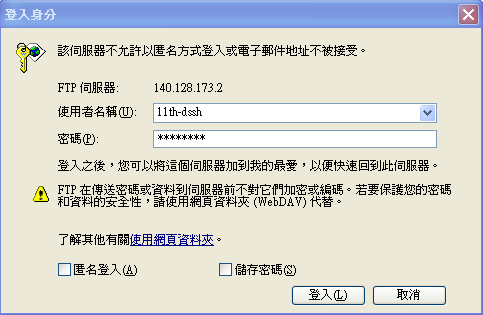 登入身分
該伺服器不允許以匿名方式登入或電子郵件地址不被接受。
FTP 伺服器: 140.128.173.2
使用者名稱(U): 11th-dssh
密碼(P): ********
登入之後，您可以將這個伺服器加到我的最愛，以便快速回到此伺服器。
FTP 在傳送密碼或資料到伺服器前不對它們加密或編碼。若要保護您的密碼
和資料的安全性，請使用網頁資料夾 (WebDAV) 代替。
了解其他有關使用網頁資料夾。
匿名登入(A) 儲存密碼(S)
登入(L) 取消